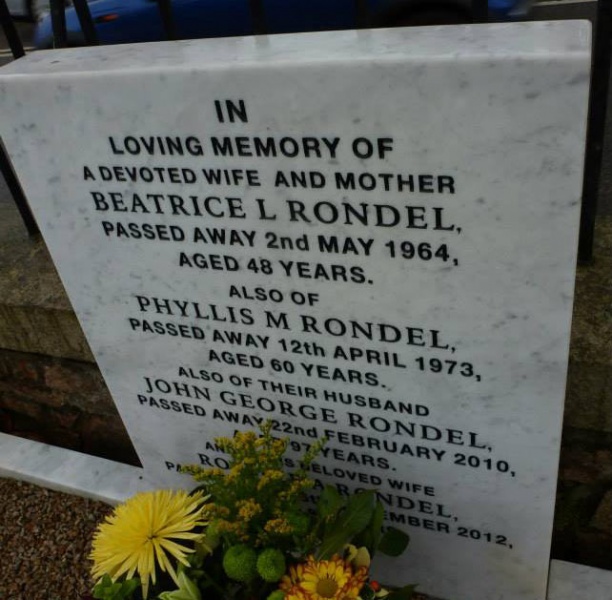 IN
LOVING MEMORY OF
A DEVOTED WIFE AND MOTHER
BEATRICE L RONDEL,
PASSED AWAY 2nd MAY 1964,
AGED 48 YEARS.
ALSO OF
PHYLLIS M RONDEL,
PASSED AWAY 12th APRIL 1973,
AGED 60 YEARS.
ALSO OF THEIR HUSBAND
JOHN GEORGE RONDEL,
PASSED AWAY 22nd FEBRUARY 2010,
97 YEARS.
BELOVED WIFE
RONDEL,
2012,